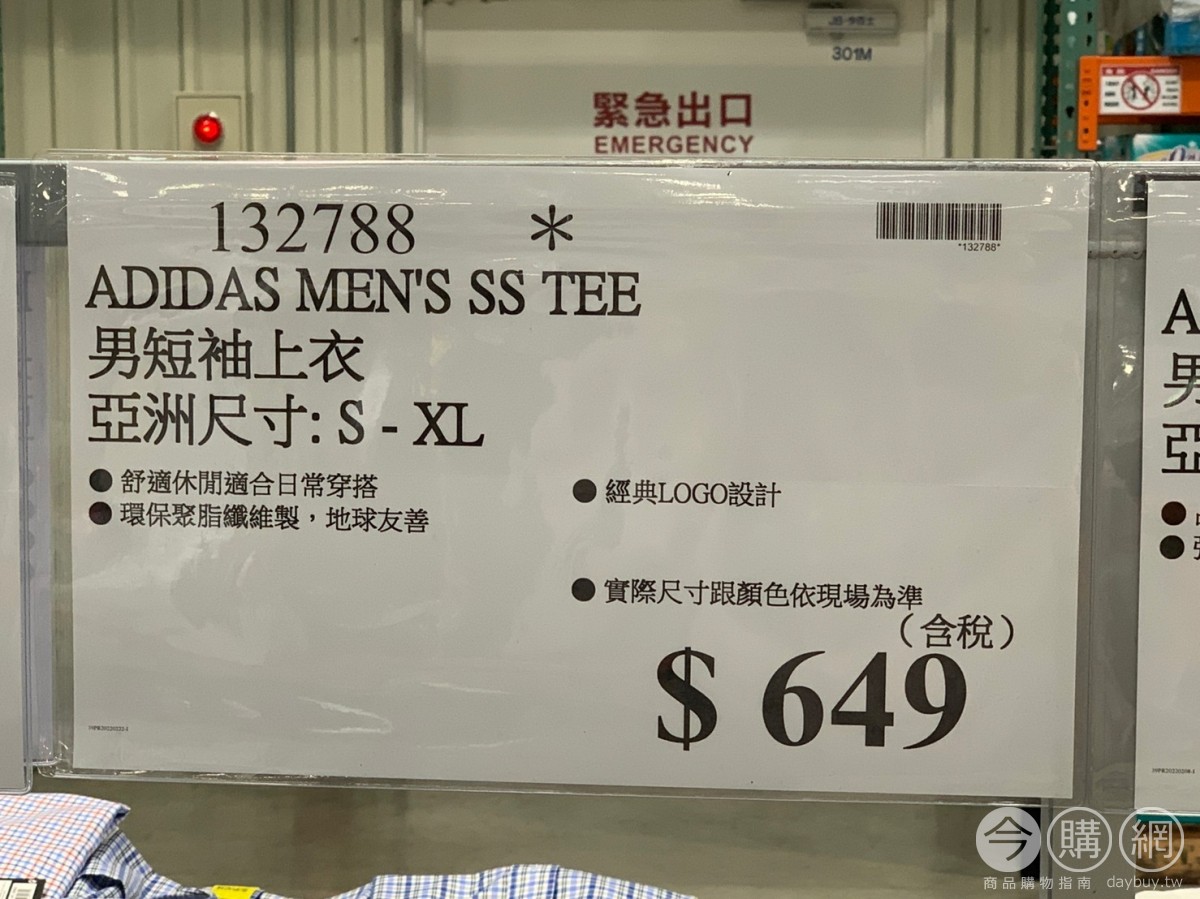 301M
緊急出口
EMERGENCY
132788 *
*132788*
ADIDAS MEN'S SS TEE
男短袖上衣
亞洲尺寸: S - XL
● 舒適休閒適合日常穿搭
● 環保聚脂纖維製，地球友善
● 經典LOGO設計
● 實際尺寸跟顏色依現場為準
（含稅）
$ 649
A
男
亞
今購網
商品購物指南 daybuy.tw